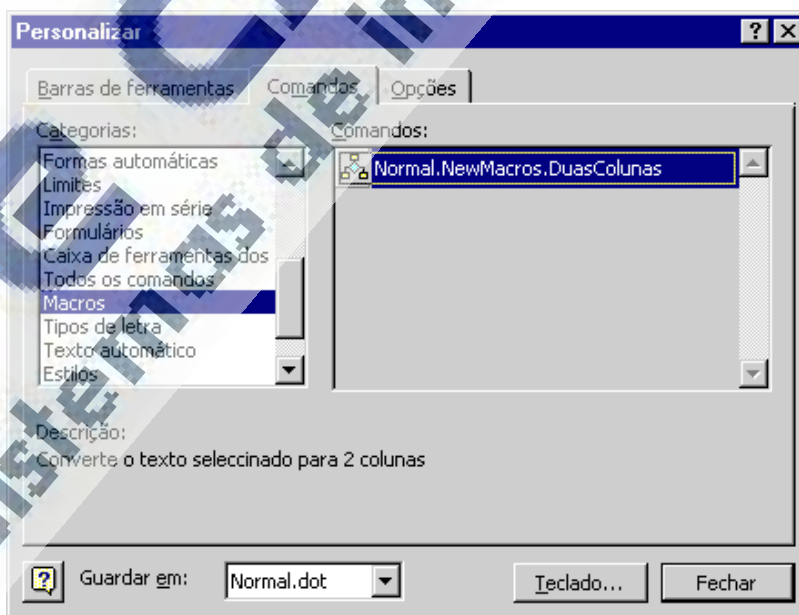 Personalizar
Barras de ferramentas
Comandos
Opções
Categorias:
Comandos:
Formas automáticas
Limites
Impressão em série
Formulários
Caixa de ferramentas dos
Todos os comandos
Macros
Tipos de letra
Texto automático
Estilos
Normal.NewMacros.DuasColunas
Descrição:
Converte o texto seleccinado para 2 colunas
Guardar em:
Normal.dot
Teclado...
Fechar